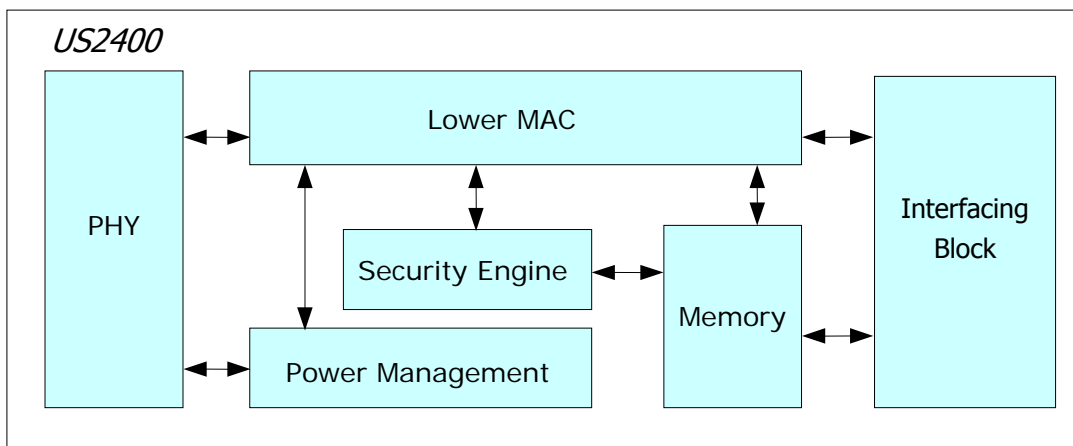 US2400
Lower MAC
PHY
Interfacing
Block
Security Engine
Memory
Power Management